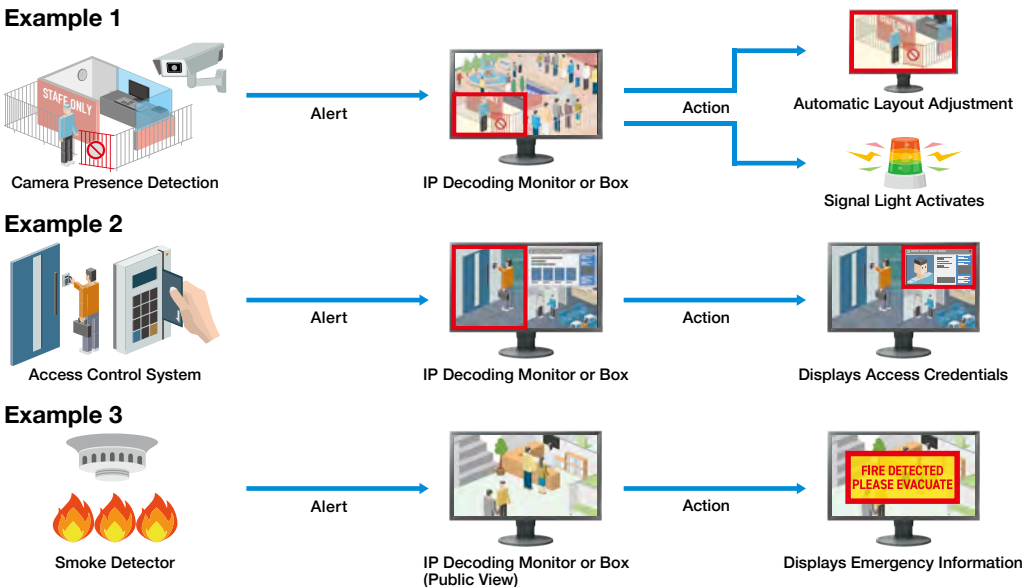 Example 1
STAFF ONLY
Alert
Action
Automatic Layout Adjustment
Camera Presence Detection
IP Decoding Monitor or Box
Signal Light Activates
Example 2
Alert
Action
Access Control System
IP Decoding Monitor or Box
Displays Access Credentials
Example 3
FIRE DETECTED
PLEASE EVACUATE
Alert
Action
Smoke Detector
IP Decoding Monitor or Box
(Public View)
Displays Emergency Information